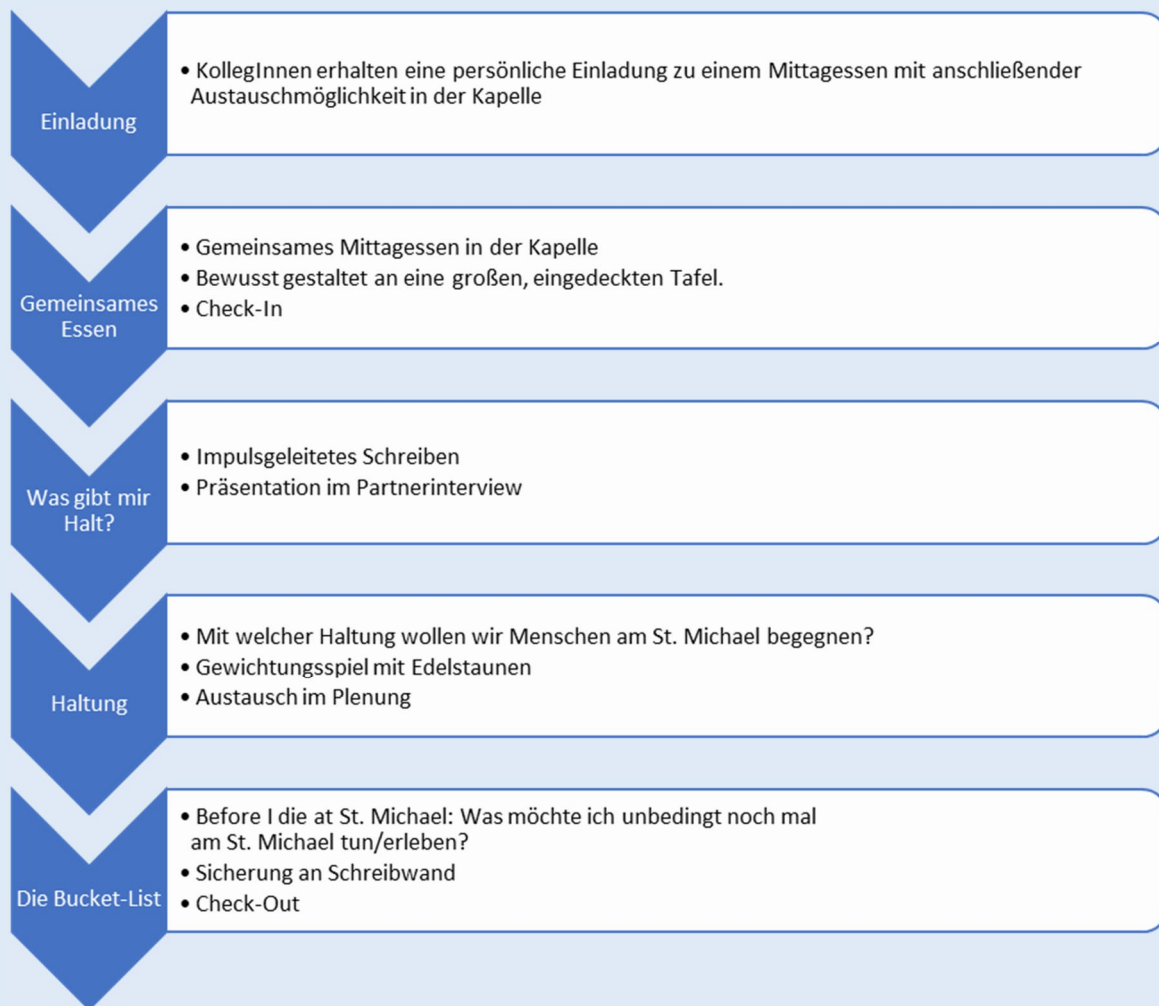 Einladung
• KollegInnen erhalten eine persönliche Einladung zu einem Mittagessen mit anschließender
Austauschmöglichkeit in der Kapelle
Gemeinsames
Essen
• Gemeinsames Mittagessen in der Kapelle
• Bewusst gestaltet an eine großen, eingedeckten Tafel.
• Check-In
Was gibt mir
Halt?
• Impulsgeleitetes Schreiben
• Präsentation im Partnerinterview
Haltung
• Mit welcher Haltung wollen wir Menschen am St. Michael begegnen?
• Gewichtungsspiel mit Edelstaunen
• Austausch im Plenung
Die Bucket-List
• Before I die at St. Michael: Was möchte ich unbedingt noch mal
am St. Michael tun/erleben?
• Sicherung an Schreibwand
• Check-Out